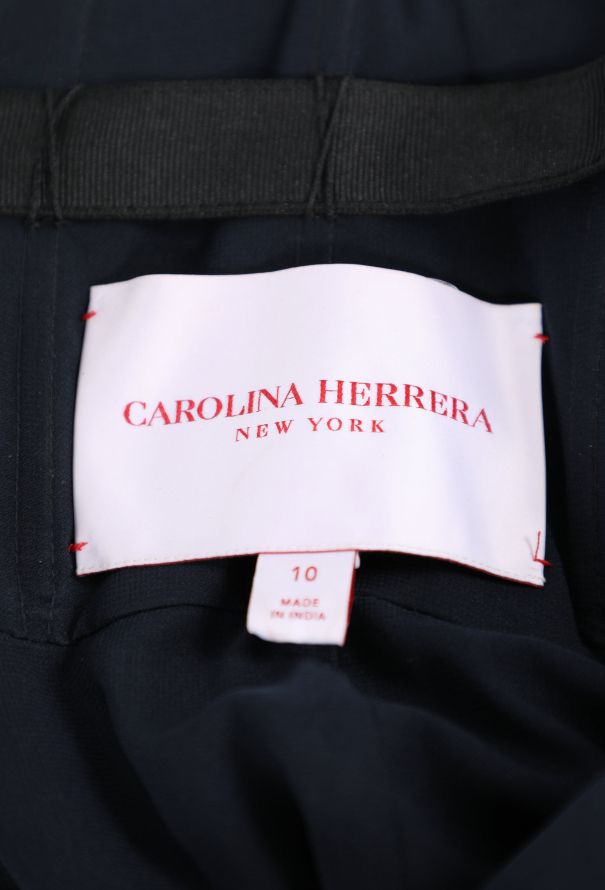 CAROLINA HERRERA
NEW YORK
10
MADE
IN INDIA